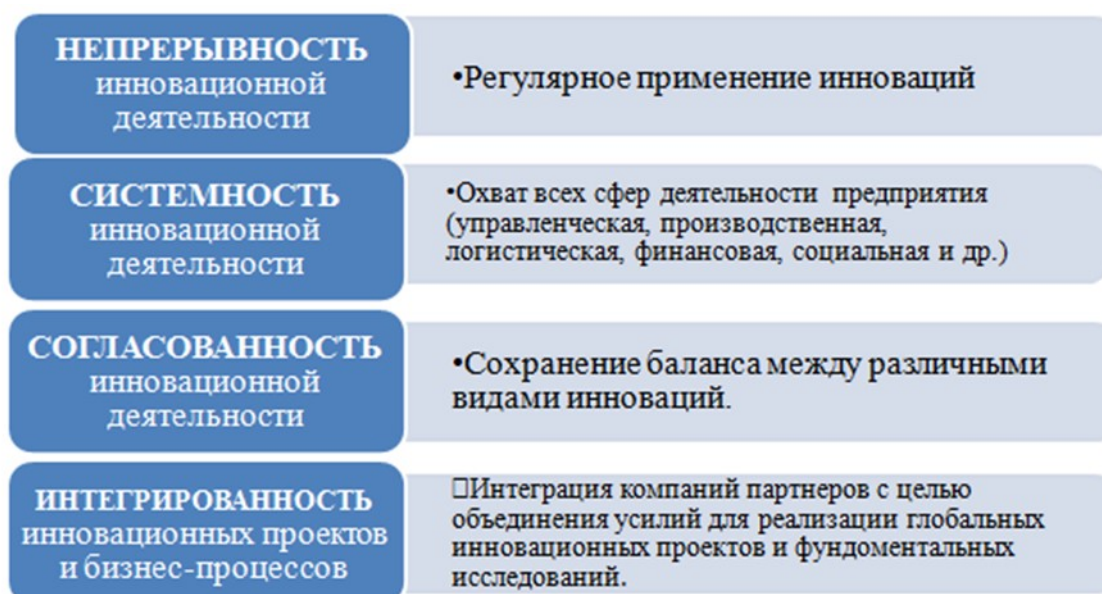 НЕПРЕРЫВНОСТЬ
инновационной
деятельности
•Регулярное применение инноваций
СИСТЕМНОСТЬ
инновационной
деятельности
•Охват всех сфер деятельности предприятия
(управленческая, производственная,
логистическая, финансовая, социальная и др.)
СОГЛАСОВАННОСТЬ
инновационной
деятельности
•Сохранение баланса между различными
видами инноваций.
ИНТЕГРИРОВАННОСТЬ
инновационных проектов
и бизнес-процессов
□Интеграция компаний партнеров с целью
объединения усилий для реализации глобальных
инновационных проектов и фундоментальных
исследований.